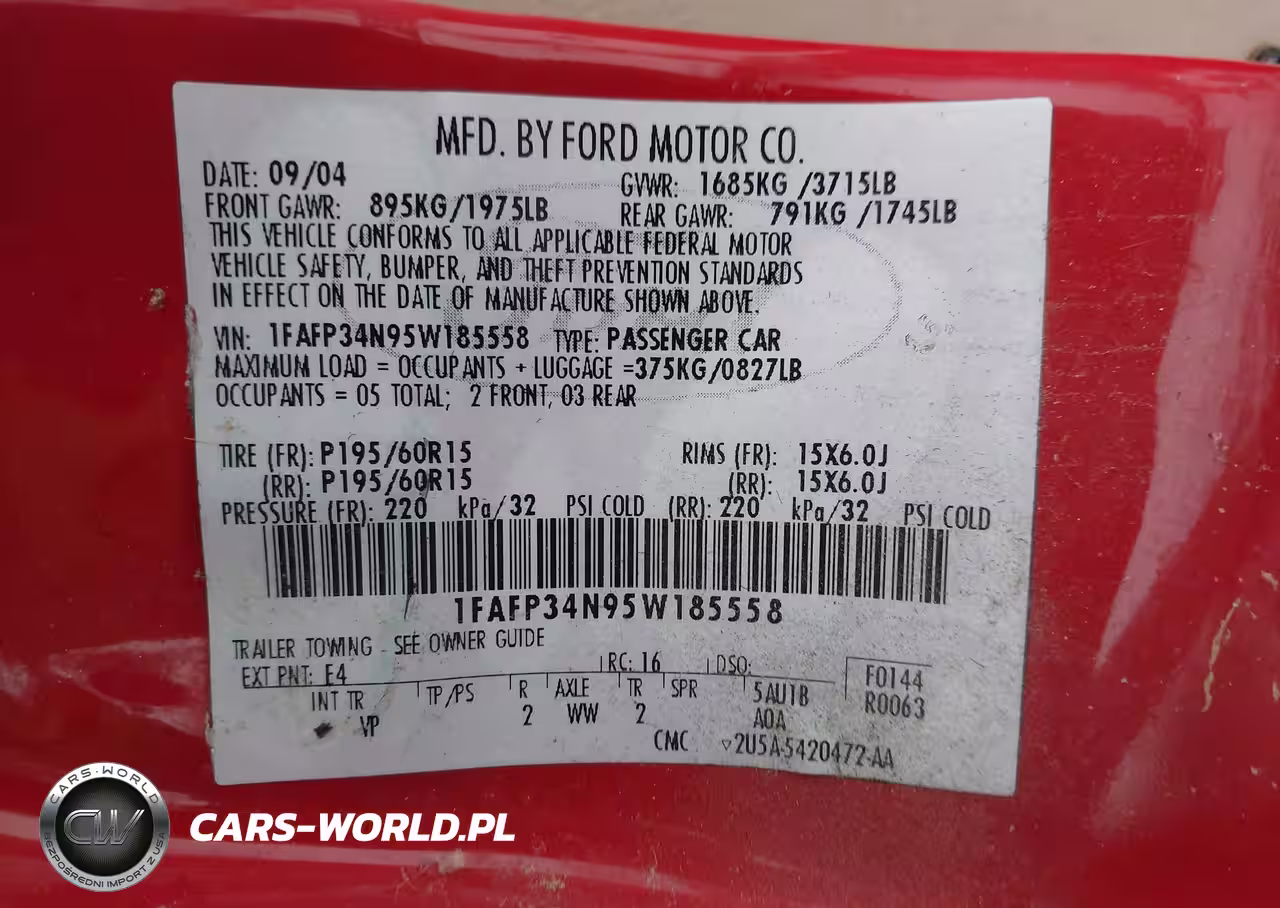 MFD. BY FORD MOTOR CO.
DATE: 09/04 GVWR: 1685KG /3715LB
FRONT GAWR: 895KG/1975LB REAR GAWR: 791KG /1745LB
THIS VEHICLE CONFORMS TO ALL APPLICABLE FEDERAL MOTOR
VEHICLE SAFETY, BUMPER, AND THEFT PREVENTION STANDARDS
IN EFFECT ON THE DATE OF MANUFACTURE SHOWN ABOVE.
VIN: 1FAFP34N95W185558 TYPE: PASSENGER CAR
MAXIMUM LOAD = OCCUPANTS + LUGGAGE =375KG/0827LB
OCCUPANTS = 05 TOTAL; 2 FRONT, 03 REAR
TIRE (FR): P195/60R15 RIMS (FR): 15X6.0J
(RR): P195/60R15 (RR): 15X6.0J
PRESSURE (FR): 220 kPa/32 PSI COLD (RR): 220 kPa/32 PSI COLD
1FAFP34N95W185558
TRAILER TOWING - SEE OWNER GUIDE
EXT PNT: E4 RC: 16 DSO: F0144
INT TR TP/PS R AXLE TR SPR 5AU1B R0063
VP 2 WW 2 A0A
CMC ▿2U5A-5420472-AA
CARS-WORLD
CW
BEZPOŚREDNI IMPORT Z USA
CARS-WORLD.PL